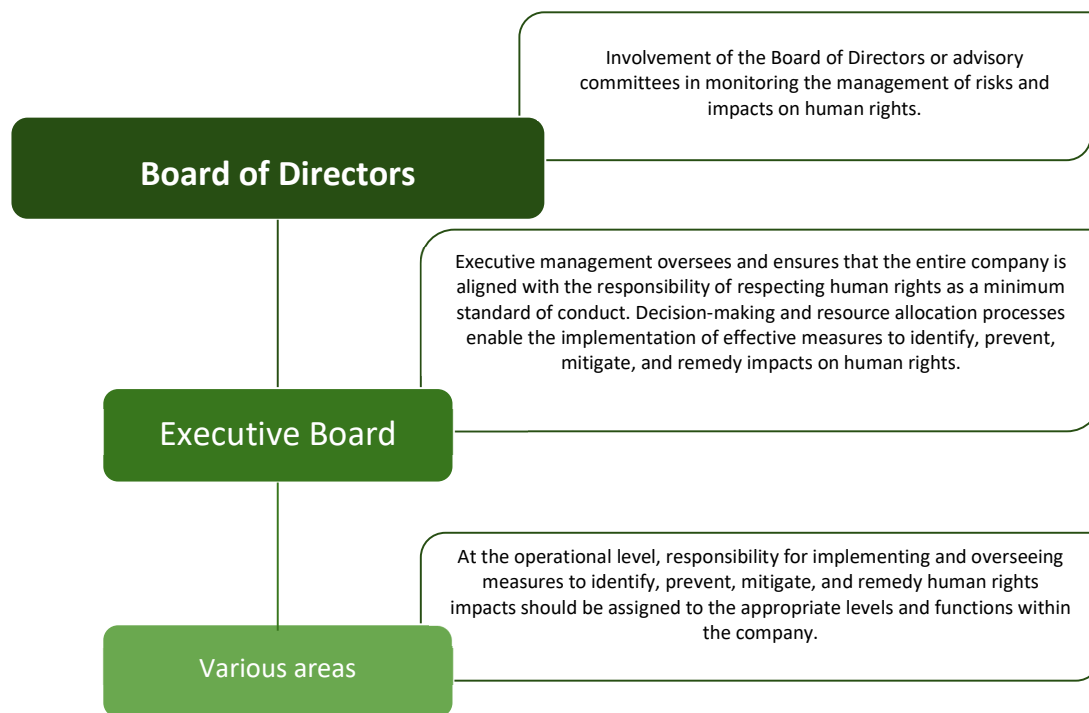 Involvement of the Board of Directors or advisory
committees in monitoring the management of risks and
impacts on human rights.
Board of Directors
Executive management oversees and ensures that the entire company is
aligned with the responsibility of respecting human rights as a minimum
standard of conduct. Decision-making and resource allocation processes
enable the implementation of effective measures to identify, prevent,
mitigate, and remedy impacts on human rights.
Executive Board
At the operational level, responsibility for implementing and overseeing
measures to identify, prevent, mitigate, and remedy human rights
impacts should be assigned to the appropriate levels and functions within
the company.
Various areas